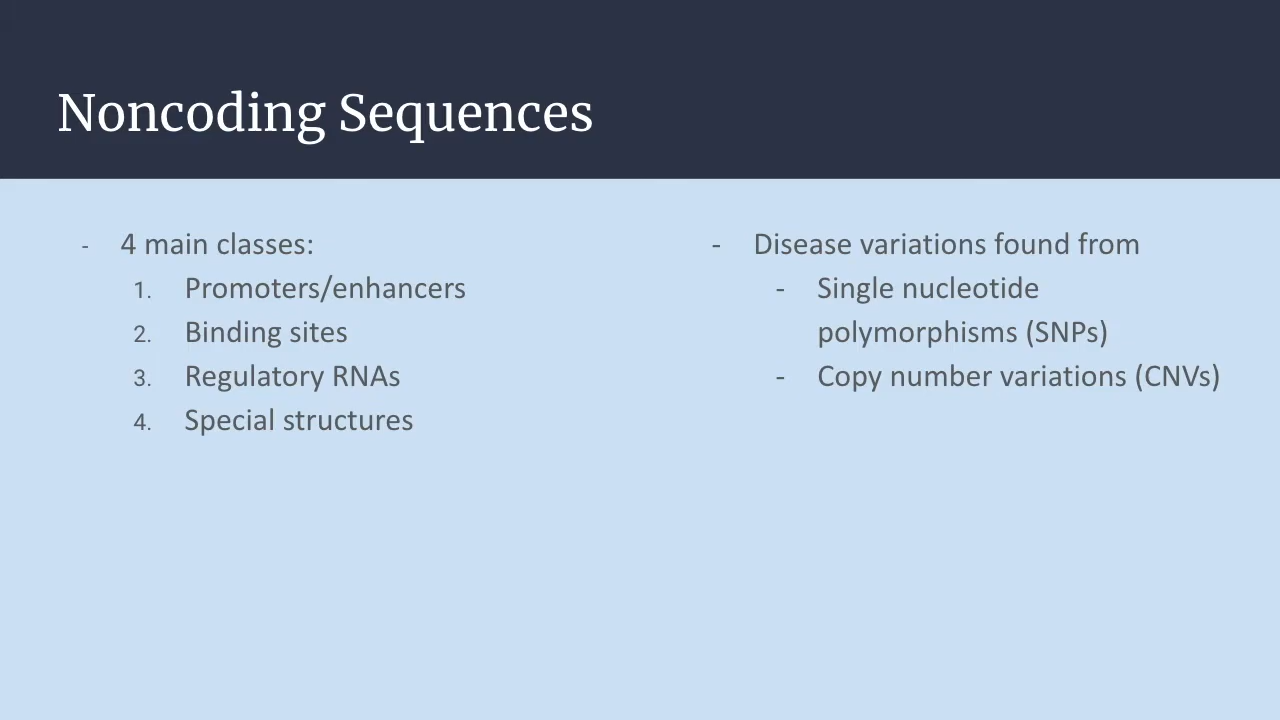 Noncoding Sequences
- 4 main classes:
1. Promoters/enhancers
2. Binding sites
3. Regulatory RNAs
4. Special structures
- Disease variations found from
- Single nucleotide
polymorphisms (SNPs)
- Copy number variations (CNVs)